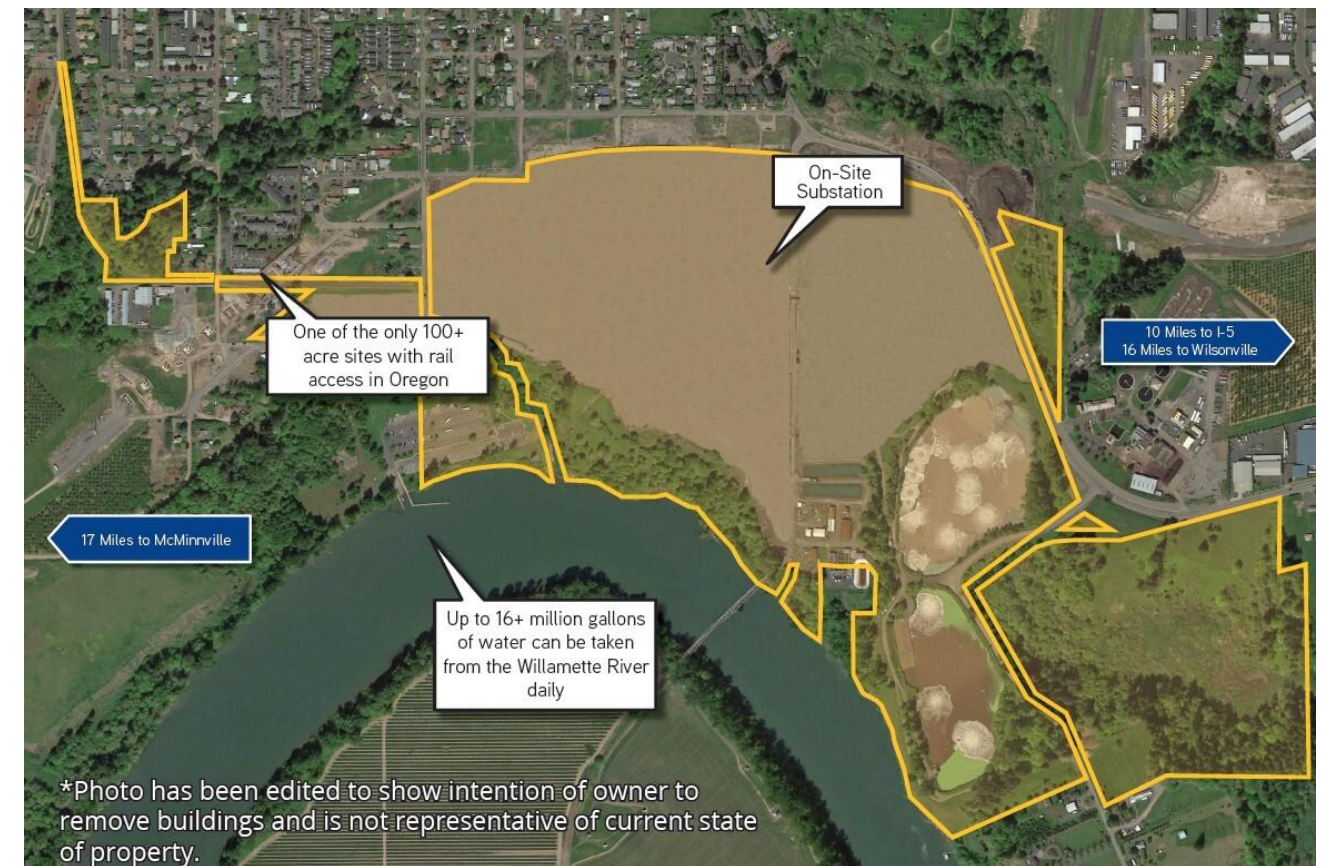 On-Site
Substation
One of the only 100+
acre sites with rail
access in Oregon
10 Miles to I-5
16 Miles to Wilsonville
17 Miles to McMinnville
Up to 16+ million gallons
of water can be taken
from the Willamette River
daily
*Photo has been edited to show intention of owner to
remove buildings and is not representative of current state
of property.